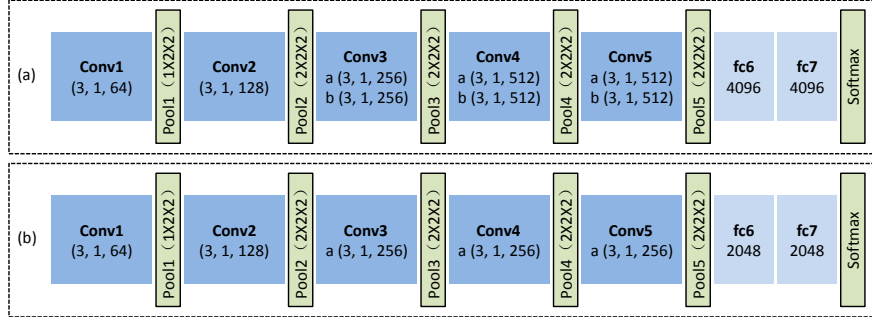 (a)
Conv1
(3, 1, 64)
Pool1（1X2X2）
Conv2
(3, 1, 128)
Pool2（2X2X2）
Conv3
a (3, 1, 256)
b (3, 1, 256)
Pool3（2X2X2）
Conv4
a (3, 1, 512)
b (3, 1, 512)
Pool4（2X2X2）
Conv5
a (3, 1, 512)
b (3, 1, 512)
Pool5（2X2X2）
fc6
4096
fc7
4096
Softmax
(b)
Conv1
(3, 1, 64)
Pool1（1X2X2）
Conv2
(3, 1, 128)
Pool2（2X2X2）
Conv3
a (3, 1, 256)
Pool3（2X2X2）
Conv4
a (3, 1, 256)
Pool4（2X2X2）
Conv5
a (3, 1, 256)
Pool5（2X2X2）
fc6
2048
fc7
2048
Softmax